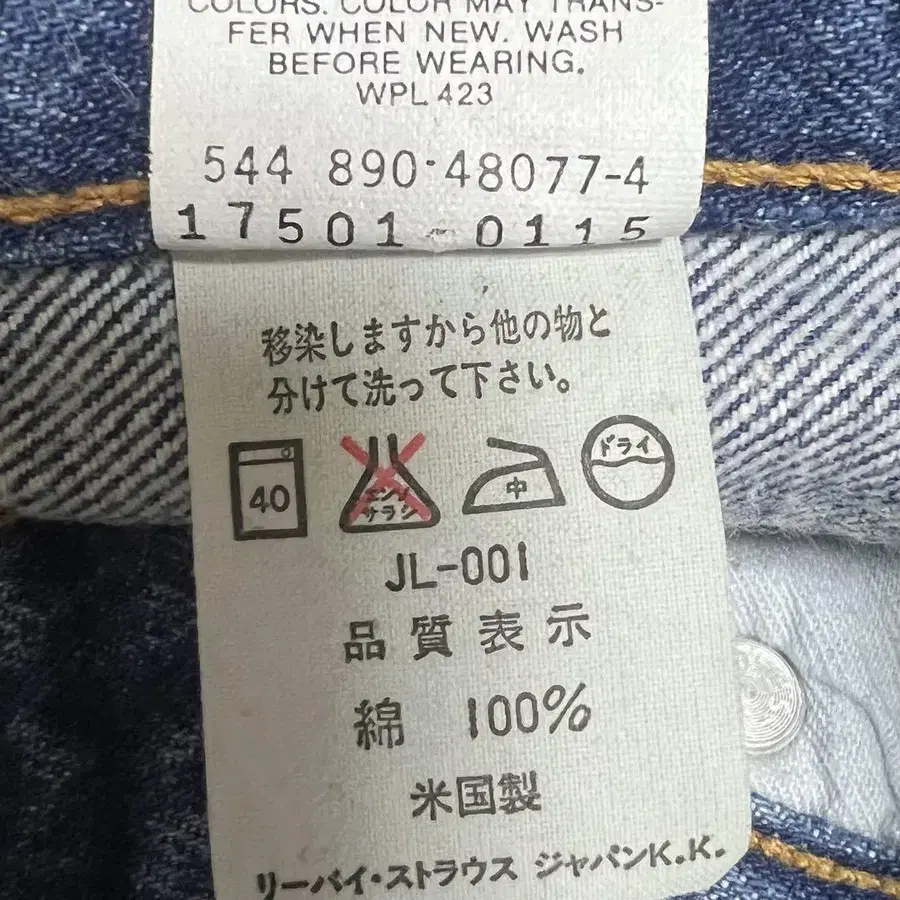 COLORS. COLOR MAY TRANS-
FER WHEN NEW. WASH
BEFORE WEARING.
WPL 423
544 890·48077-4
17501-0115
移染しますから他の物と
分けて洗って下さい。
40
エンソ
サラシ
中
ドライ
JL-001
品質表示
綿 100%
米国製
リーバイ・ストラウス ジャパンK.K.